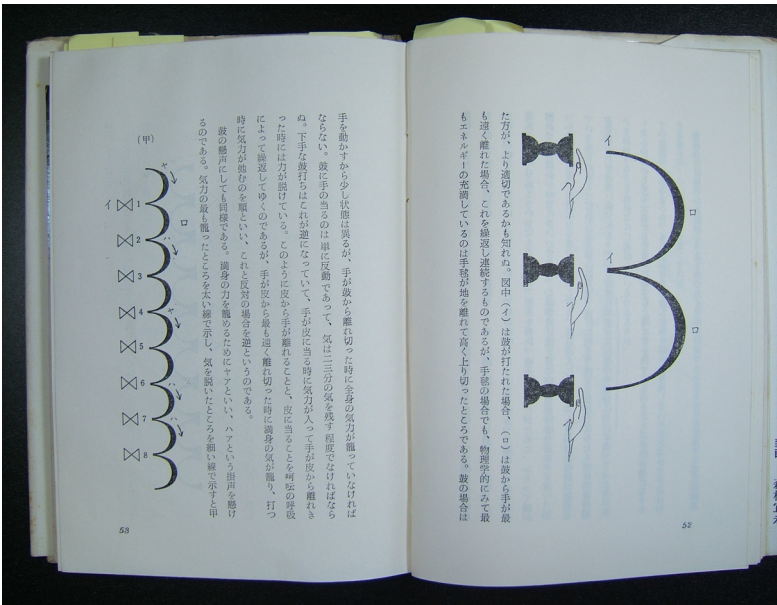 ロ
ロ
イ
イ
た方が、より適切であるかも知れぬ。図中(イ)は鼓が打たれた場合、(ロ)は鼓から手が最
も遠く離れた場合、これを繰返し連続するものであるが、手毬の場合でも、物理学的にみて最
もエネルギーの充満しているのは手毬が地を離れて高く上り切ったところである。鼓の場合は
52
手を動かすから少し状態は異るが、手が鼓から離れ切った時に全身の気力が籠っていなければ
ならない。鼓に手の当るのは単に反動であって、気は二三分の気を残す程度でなければなら
ぬ。下手な鼓打ちはこれが逆になっていて、手が皮に当る時に気力が入って手が皮から離れき
った時には力が脱けている。このように皮から手が離れることと、皮に当ることを呵吽の呼吸
によって繰返してゆくのであるが、手が皮から最も遠く離れ切った時に満身の気が籠り、打つ
時に気力が弛むのを順といい、これと反対の場合を逆というのである。
鼓の懸声にしても同様である。満身の力を籠めるためにヤアといい、ハアという掛声を懸け
るのである。気力の最も籠ったところを太い線で示し、気を脱いたところを細い線で示すと甲
(甲)
ヤ
ロ
イ
1
2
3
ヤ
4
5
6
7
8
53